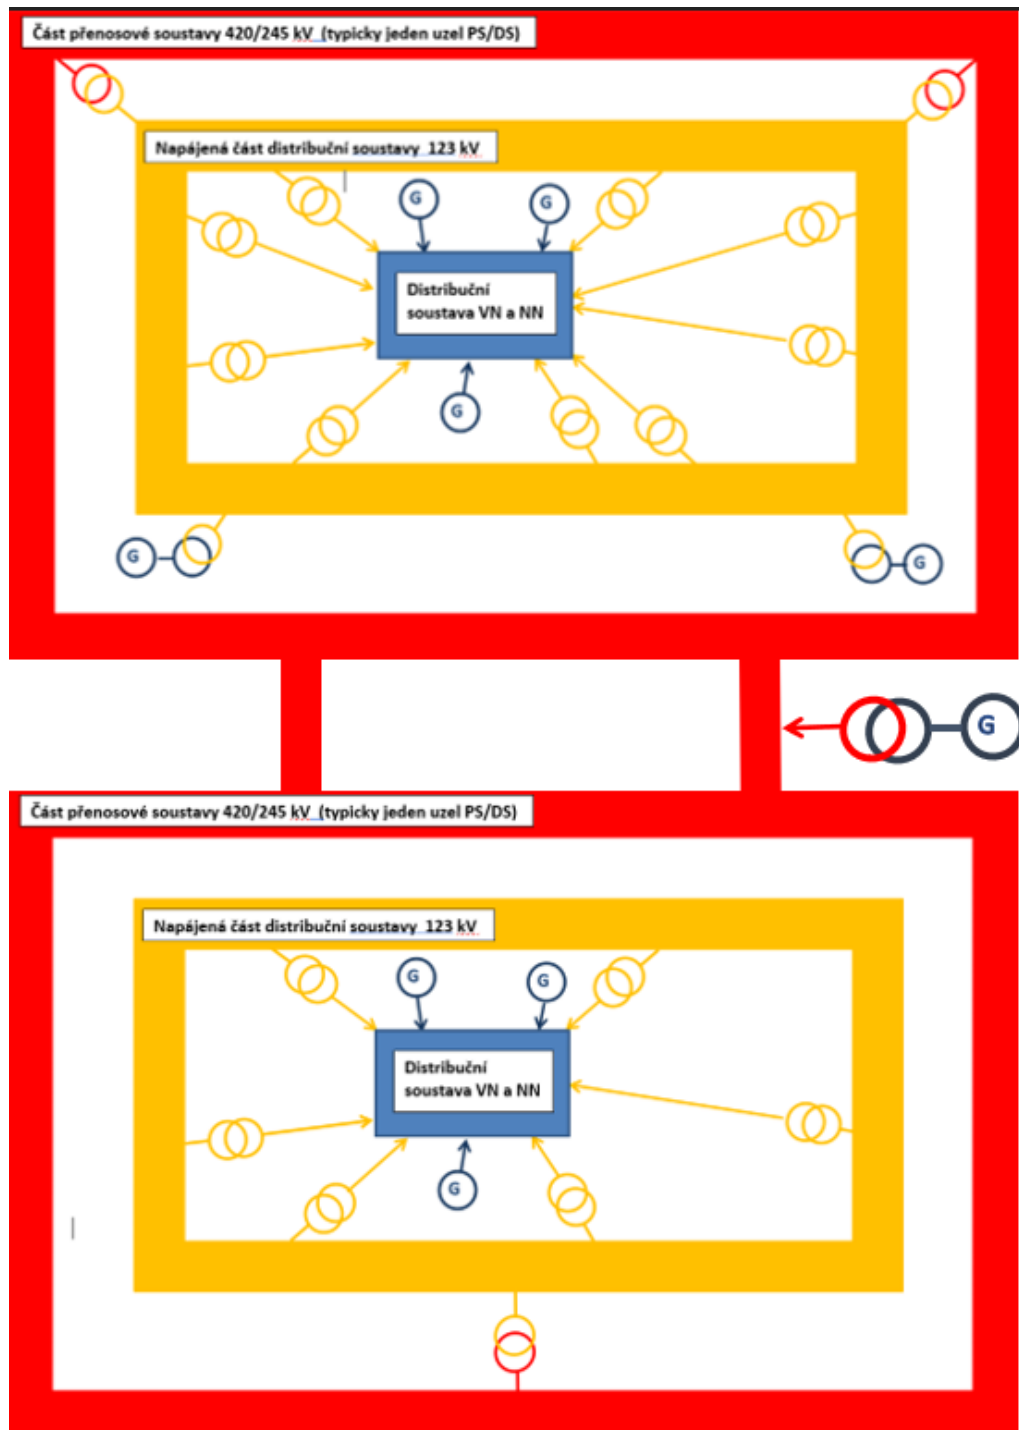 Část přenosové soustavy 420/245 kV (typicky jeden uzel PS/DS)
Napájená část distribuční soustavy 123 kV
G
G
Distribuční
soustava VN a NN
G
G
G
G
Část přenosové soustavy 420/245 kV (typicky jeden uzel PS/DS)
Napájená část distribuční soustavy 123 kV
G
G
Distribuční
soustava VN a NN
G